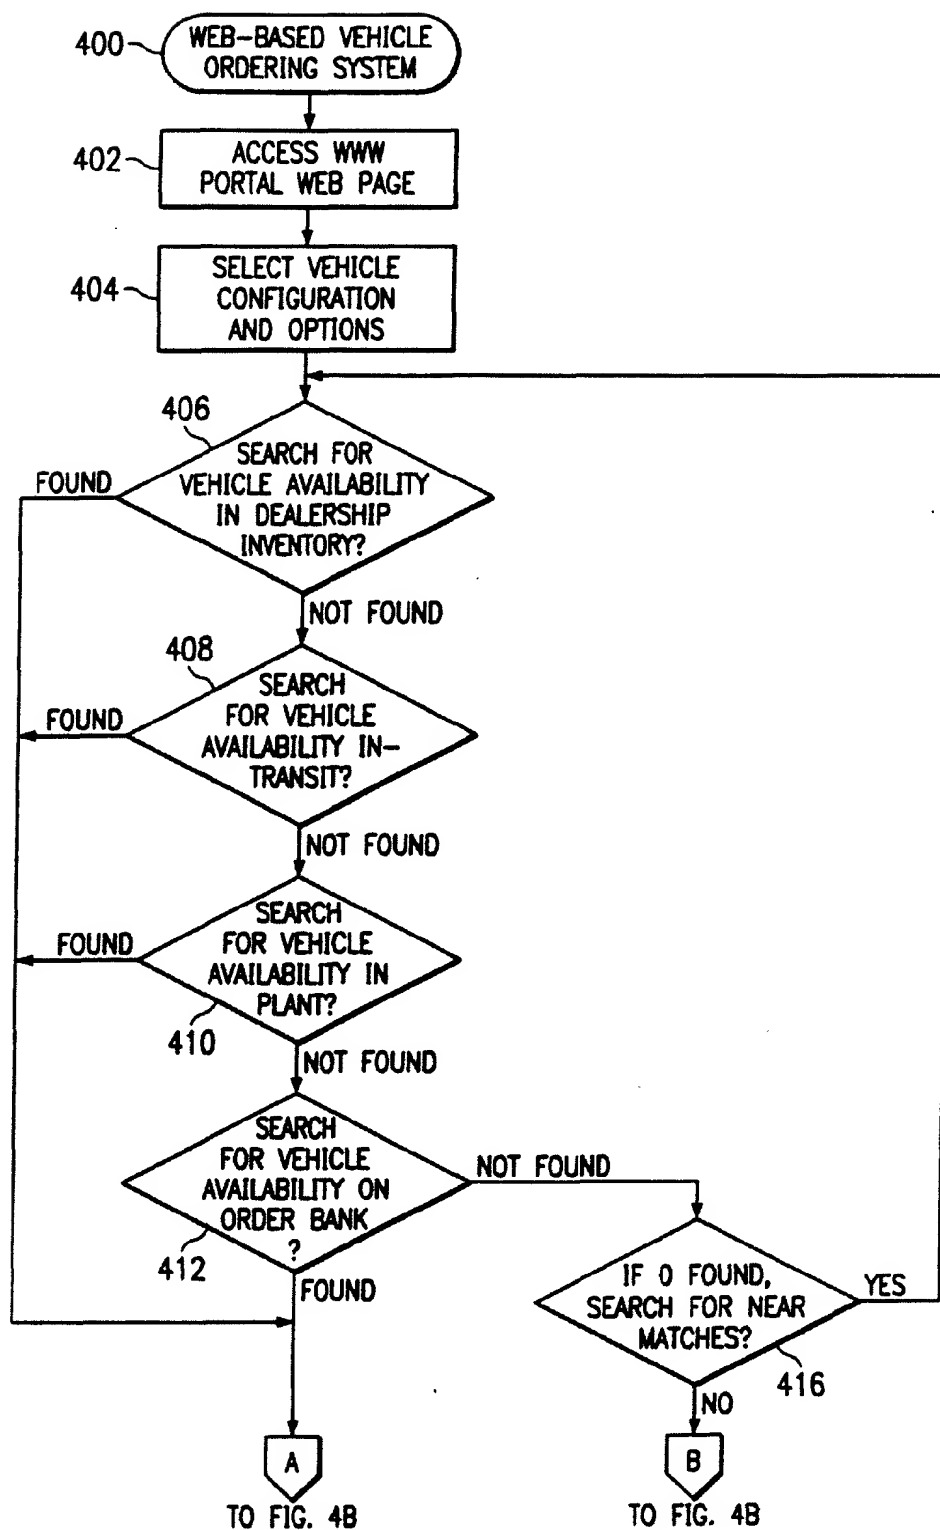 400
WEB-BASED VEHICLE
ORDERING SYSTEM
402
ACCESS WWW
PORTAL WEB PAGE
404
SELECT VEHICLE
CONFIGURATION
AND OPTIONS
406
SEARCH FOR
VEHICLE AVAILABILITY
IN DEALERSHIP
INVENTORY?
FOUND
NOT FOUND
408
SEARCH
FOR VEHICLE
AVAILABILITY IN-
TRANSIT?
FOUND
NOT FOUND
SEARCH
FOR VEHICLE
AVAILABILITY IN
PLANT?
FOUND
410
NOT FOUND
SEARCH
FOR VEHICLE
AVAILABILITY ON
ORDER BANK
?
412
NOT FOUND
FOUND
IF 0 FOUND,
SEARCH FOR NEAR
MATCHES?
YES
416
NO
A
TO FIG. 4B
B
TO FIG. 4B